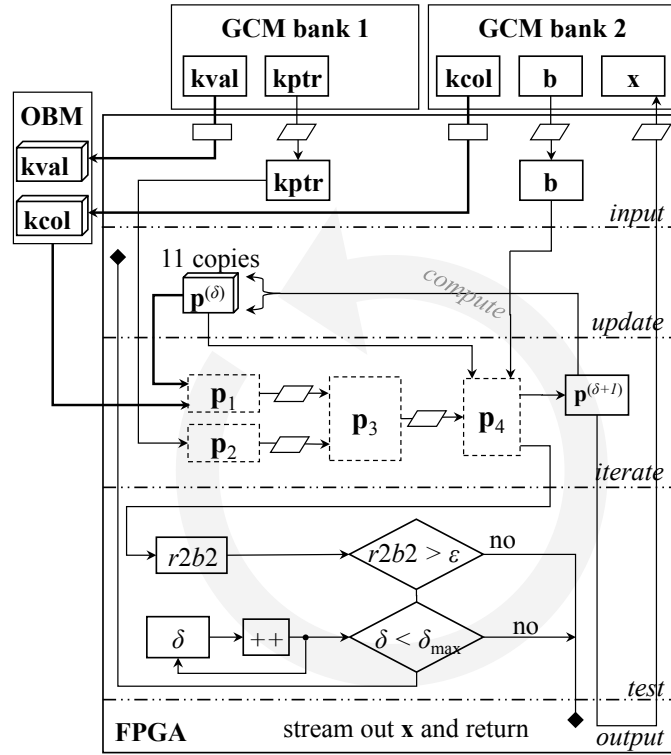 GCM bank 1
GCM bank 2
kval
kptr
kcol
b
x
OBM
kval
kcol
kptr
b
input
11 copies
p(δ)
compute
update
p1
p2
p3
p4
p(δ+1)
iterate
r2b2
r2b2 > ε
no
δ
++
δ < δmax
no
test
FPGA
stream out x and return
output